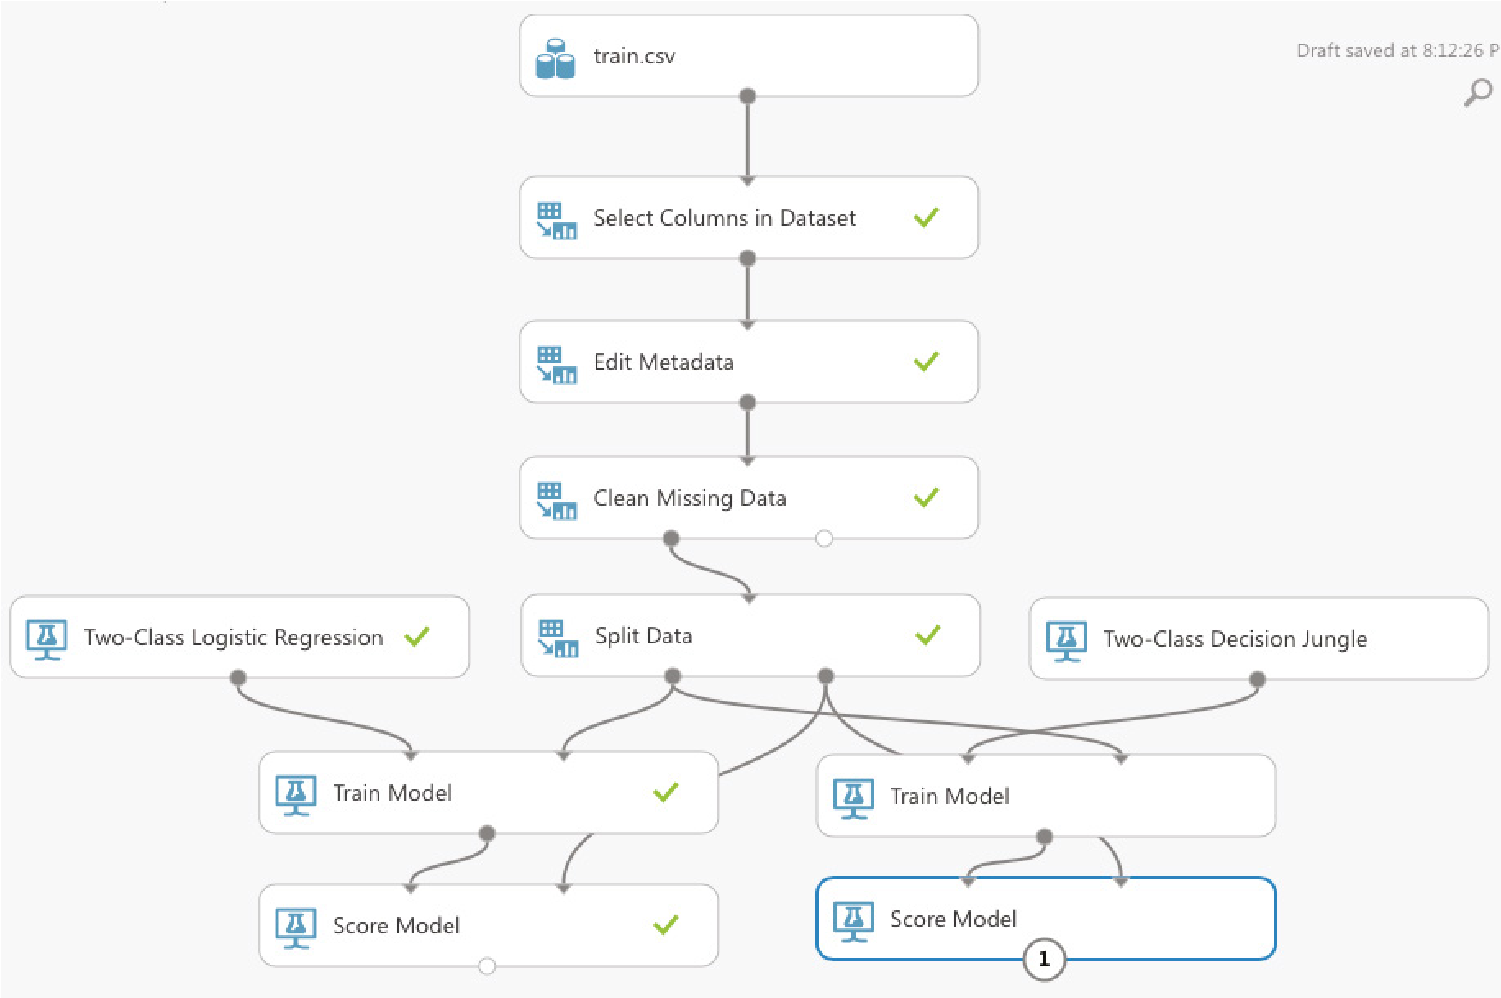 train.csv
Draft saved at 8:12:26 P
Select Columns in Dataset
Edit Metadata
Clean Missing Data
Two-Class Logistic Regression
Split Data
Two-Class Decision Jungle
Train Model
Train Model
Score Model
Score Model
1